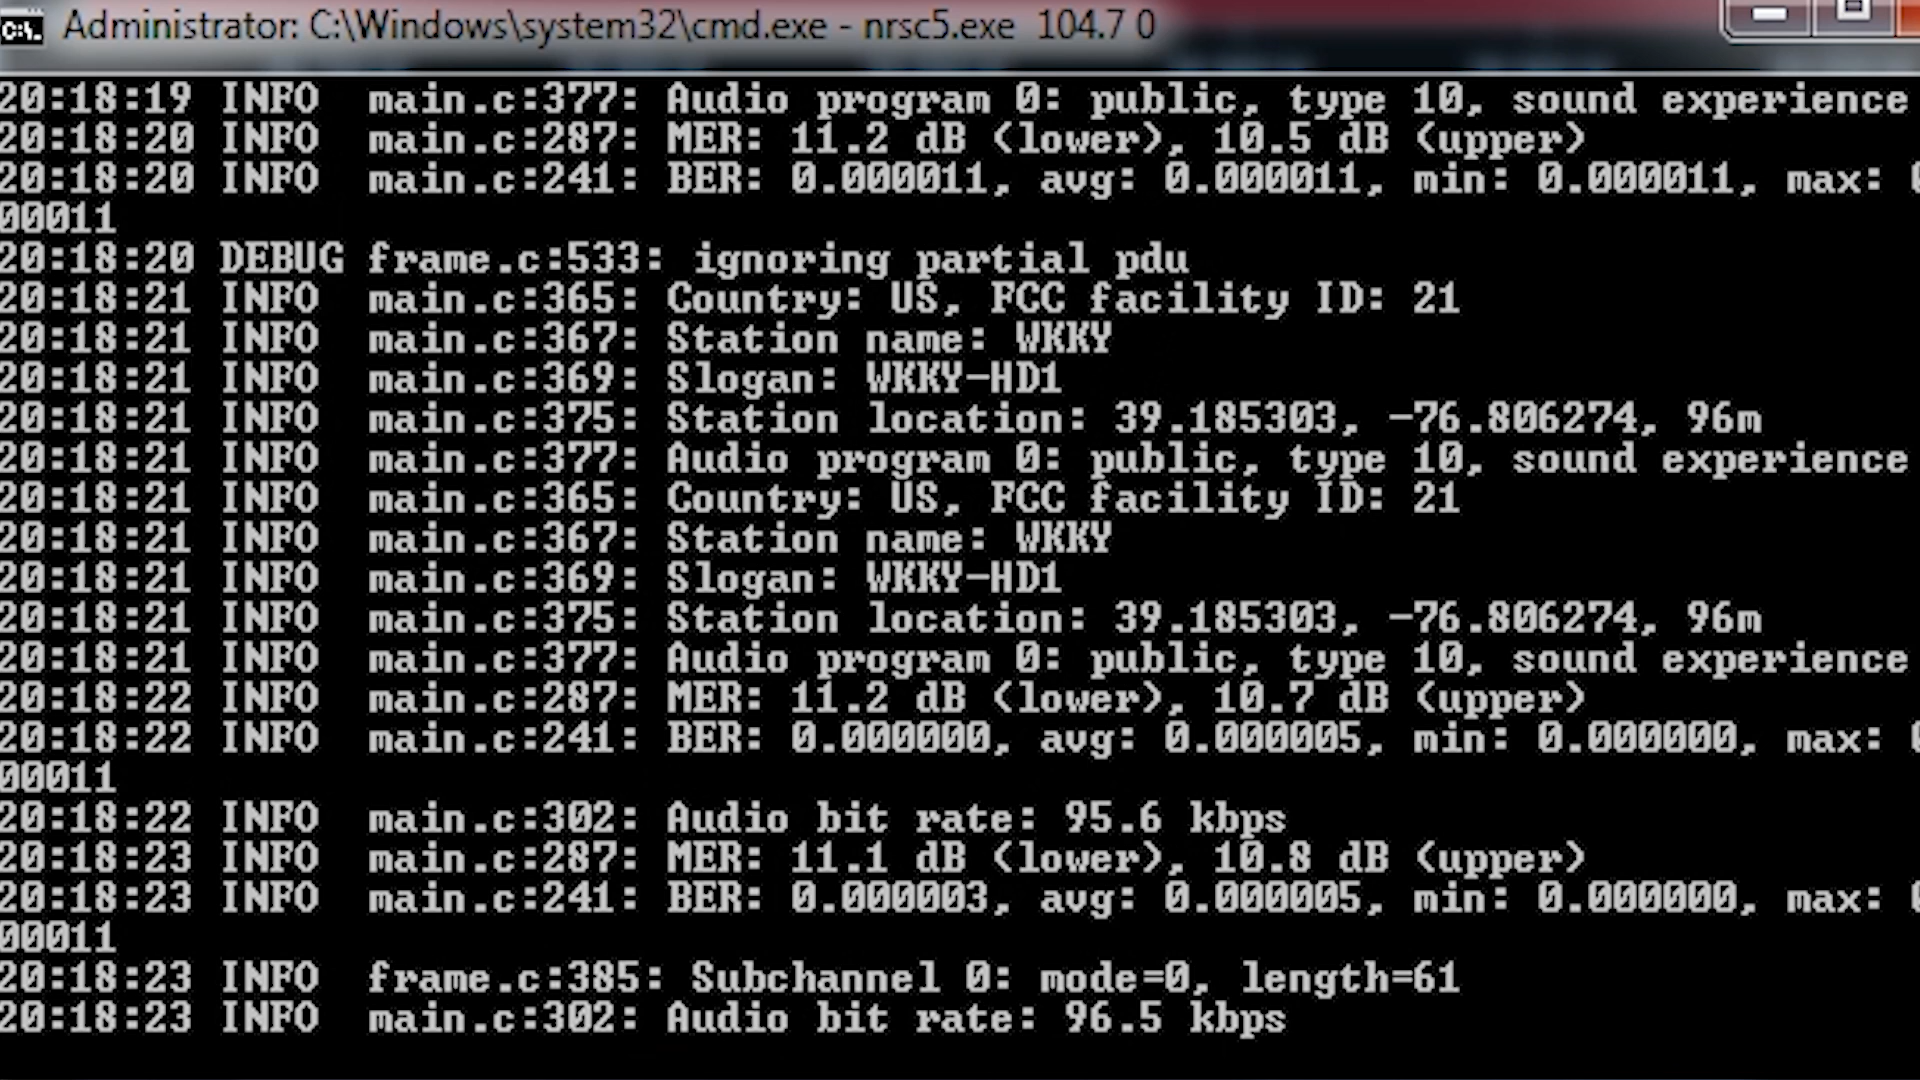 Administrator: C:\Windows\system32\cmd.exe - nrsc5.exe 104.7 0
20:18:19 INFO main.c:377: Audio program 0: public, type 10, sound experience
20:18:20 INFO main.c:287: MER: 11.2 dB (lower), 10.5 dB (upper)
20:18:20 INFO main.c:241: BER: 0.000011, avg: 0.000011, min: 0.000011, max: 0
00011
20:18:20 DEBUG frame.c:533: ignoring partial pdu
20:18:21 INFO main.c:365: Country: US, FCC facility ID: 21
20:18:21 INFO main.c:367: Station name: WKKY
20:18:21 INFO main.c:369: Slogan: WKKY-HD1
20:18:21 INFO main.c:375: Station location: 39.185303, -76.806274, 96m
20:18:21 INFO main.c:377: Audio program 0: public, type 10, sound experience
20:18:21 INFO main.c:365: Country: US, FCC facility ID: 21
20:18:21 INFO main.c:367: Station name: WKKY
20:18:21 INFO main.c:369: Slogan: WKKY-HD1
20:18:21 INFO main.c:375: Station location: 39.185303, -76.806274, 96m
20:18:21 INFO main.c:377: Audio program 0: public, type 10, sound experience
20:18:22 INFO main.c:287: MER: 11.2 dB (lower), 10.7 dB (upper)
20:18:22 INFO main.c:241: BER: 0.000000, avg: 0.000005, min: 0.000000, max: 0
00011
20:18:22 INFO main.c:302: Audio bit rate: 95.6 kbps
20:18:23 INFO main.c:287: MER: 11.1 dB (lower), 10.8 dB (upper)
20:18:23 INFO main.c:241: BER: 0.000003, avg: 0.000005, min: 0.000000, max: 0
00011
20:18:23 INFO frame.c:385: Subchannel 0: mode=0, length=61
20:18:23 INFO main.c:302: Audio bit rate: 96.5 kbps